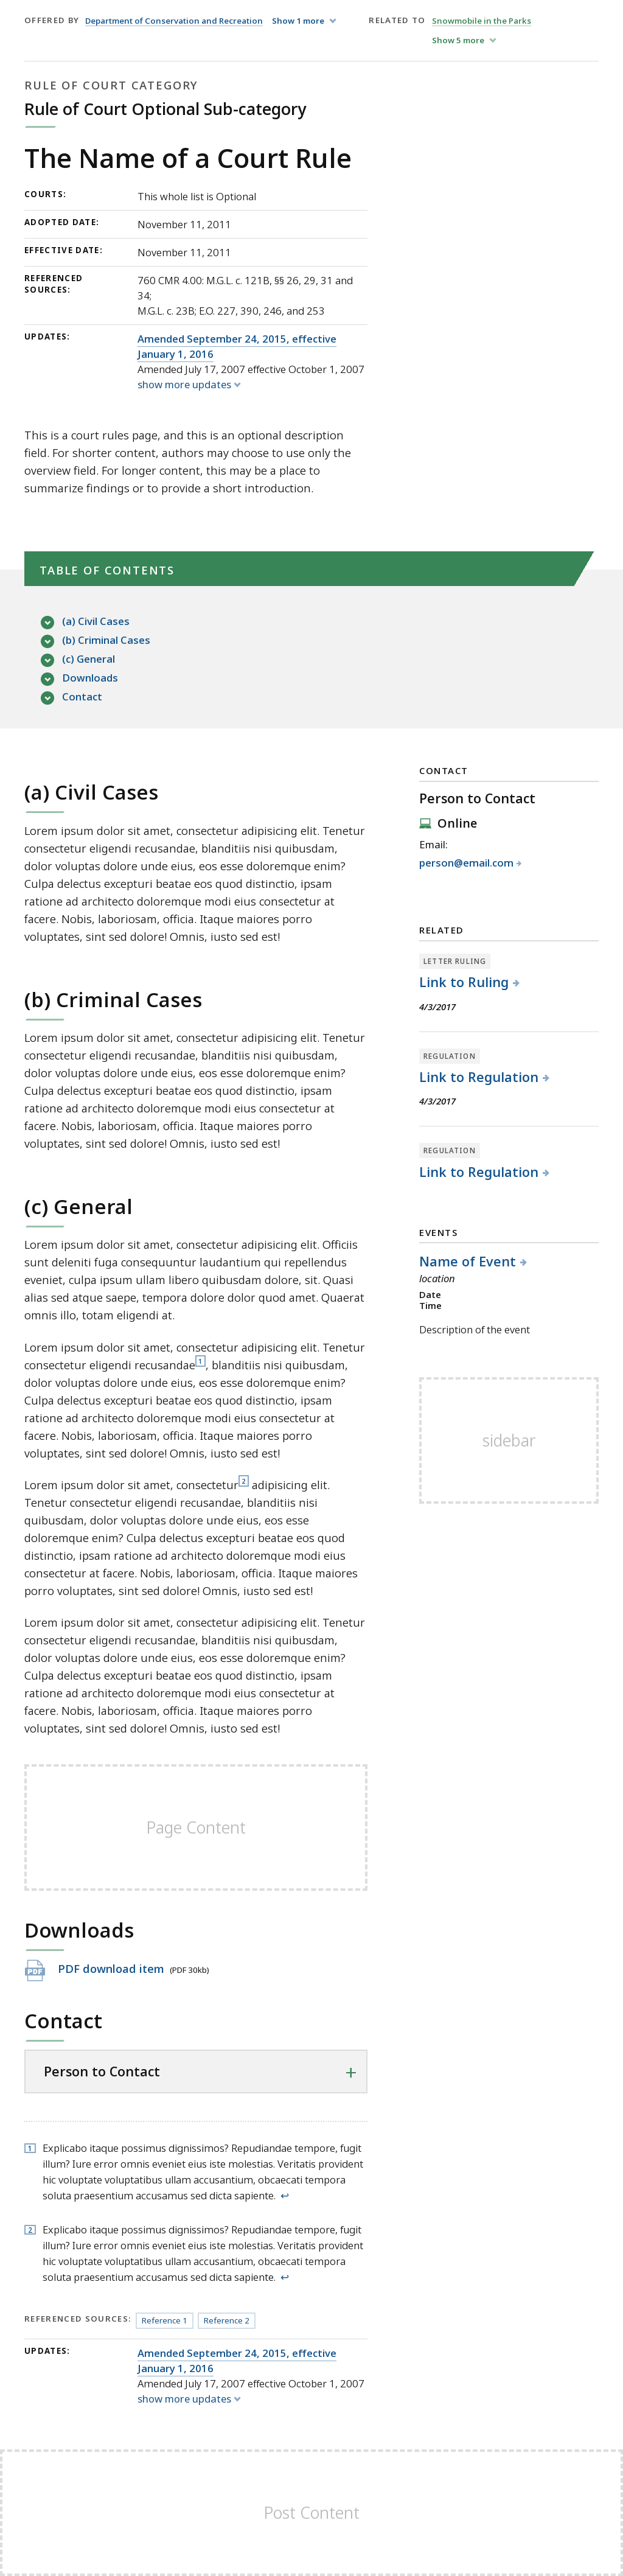 OFFERED BY Department of Conservation and Recreation Show 1 more
RELATED TO Snowmobile in the Parks
Show 5 more
RULE OF COURT CATEGORY
Rule of Court Optional Sub-category
The Name of a Court Rule
COURTS: This whole list is Optional
ADOPTED DATE: November 11, 2011
EFFECTIVE DATE: November 11, 2011
REFERENCED SOURCES: 760 CMR 4.00: M.G.L. c. 121B, §§ 26, 29, 31 and
34;
M.G.L. c. 23B; E.O. 227, 390, 246, and 253
UPDATES: Amended September 24, 2015, effective
January 1, 2016
Amended July 17, 2007 effective October 1, 2007
show more updates
This is a court rules page, and this is an optional description
field. For shorter content, authors may choose to use only the
overview field. For longer content, this may be a place to
summarize findings or to provide a short introduction.
TABLE OF CONTENTS
(a) Civil Cases
(b) Criminal Cases
(c) General
Downloads
Contact
(a) Civil Cases
Lorem ipsum dolor sit amet, consectetur adipisicing elit. Tenetur
consectetur eligendi recusandae, blanditiis nisi quibusdam,
dolor voluptas dolore unde eius, eos esse doloremque enim?
Culpa delectus excepturi beatae eos quod distinctio, ipsam
ratione ad architecto doloremque modi eius consectetur at
facere. Nobis, laboriosam, officia. Itaque maiores porro
voluptates, sint sed dolore! Omnis, iusto sed est!
(b) Criminal Cases
Lorem ipsum dolor sit amet, consectetur adipisicing elit. Tenetur
consectetur eligendi recusandae, blanditiis nisi quibusdam,
dolor voluptas dolore unde eius, eos esse doloremque enim?
Culpa delectus excepturi beatae eos quod distinctio, ipsam
ratione ad architecto doloremque modi eius consectetur at
facere. Nobis, laboriosam, officia. Itaque maiores porro
voluptates, sint sed dolore! Omnis, iusto sed est!
(c) General
Lorem ipsum dolor sit amet, consectetur adipisicing elit. Officiis
sunt deleniti fuga consequuntur laudantium qui repellendus
eveniet, culpa ipsum ullam libero quibusdam dolore, sit. Quasi
alias sed atque saepe, tempora dolore dolor quod amet. Quaerat
omnis illo, totam eligendi at.
Lorem ipsum dolor sit amet, consectetur adipisicing elit. Tenetur
consectetur eligendi recusandae1, blanditiis nisi quibusdam,
dolor voluptas dolore unde eius, eos esse doloremque enim?
Culpa delectus excepturi beatae eos quod distinctio, ipsam
ratione ad architecto doloremque modi eius consectetur at
facere. Nobis, laboriosam, officia. Itaque maiores porro
voluptates, sint sed dolore! Omnis, iusto sed est!
Lorem ipsum dolor sit amet, consectetur2 adipisicing elit.
Tenetur consectetur eligendi recusandae, blanditiis nisi
quibusdam, dolor voluptas dolore unde eius, eos esse
doloremque enim? Culpa delectus excepturi beatae eos quod
distinctio, ipsam ratione ad architecto doloremque modi eius
consectetur at facere. Nobis, laboriosam, officia. Itaque maiores
porro voluptates, sint sed dolore! Omnis, iusto sed est!
Lorem ipsum dolor sit amet, consectetur adipisicing elit. Tenetur
consectetur eligendi recusandae, blanditiis nisi quibusdam,
dolor voluptas dolore unde eius, eos esse doloremque enim?
Culpa delectus excepturi beatae eos quod distinctio, ipsam
ratione ad architecto doloremque modi eius consectetur at
facere. Nobis, laboriosam, officia. Itaque maiores porro
voluptates, sint sed dolore! Omnis, iusto sed est!
Page Content
Downloads
PDF PDF download item (PDF 30kb)
Contact
Person to Contact
1 Explicabo itaque possimus dignissimos? Repudiandae tempore, fugit
illum? Iure error omnis eveniet eius iste molestias. Veritatis provident
hic voluptate voluptatibus ullam accusantium, obcaecati tempora
soluta praesentium accusamus sed dicta sapiente. ↩
2 Explicabo itaque possimus dignissimos? Repudiandae tempore, fugit
illum? Iure error omnis eveniet eius iste molestias. Veritatis provident
hic voluptate voluptatibus ullam accusantium, obcaecati tempora
soluta praesentium accusamus sed dicta sapiente. ↩
REFERENCED SOURCES: Reference 1 Reference 2
UPDATES: Amended September 24, 2015, effective
January 1, 2016
Amended July 17, 2007 effective October 1, 2007
show more updates
CONTACT
Person to Contact
Online
Email:
person@email.com
RELATED
LETTER RULING
Link to Ruling
4/3/2017
REGULATION
Link to Regulation
4/3/2017
REGULATION
Link to Regulation
EVENTS
Name of Event
location
Date
Time
Description of the event
sidebar
Post Content